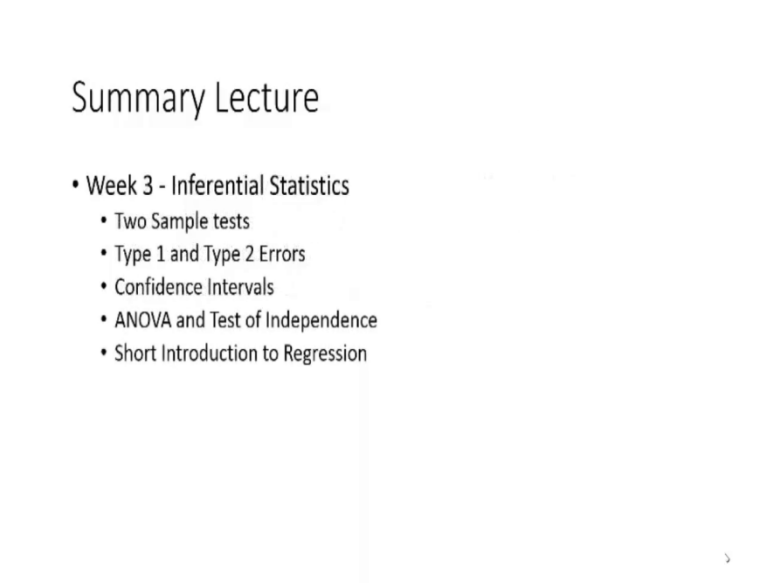 Summary Lecture
• Week 3 - Inferential Statistics
• Two Sample tests
• Type 1 and Type 2 Errors
• Confidence Intervals
• ANOVA and Test of Independence
• Short Introduction to Regression